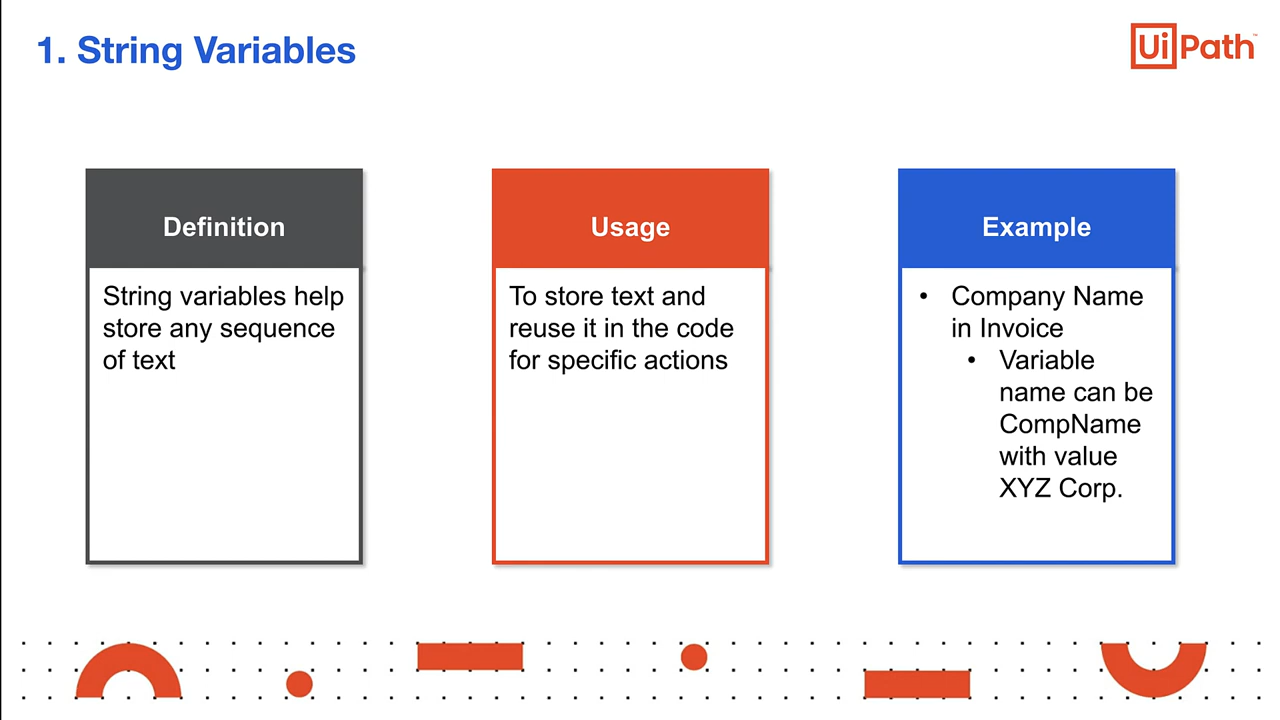 1. String Variables
UiPath™
Definition
String variables help
store any sequence
of text
Usage
To store text and
reuse it in the code
for specific actions
Example
• Company Name
in Invoice
• Variable
name can be
CompName
with value
XYZ Corp.